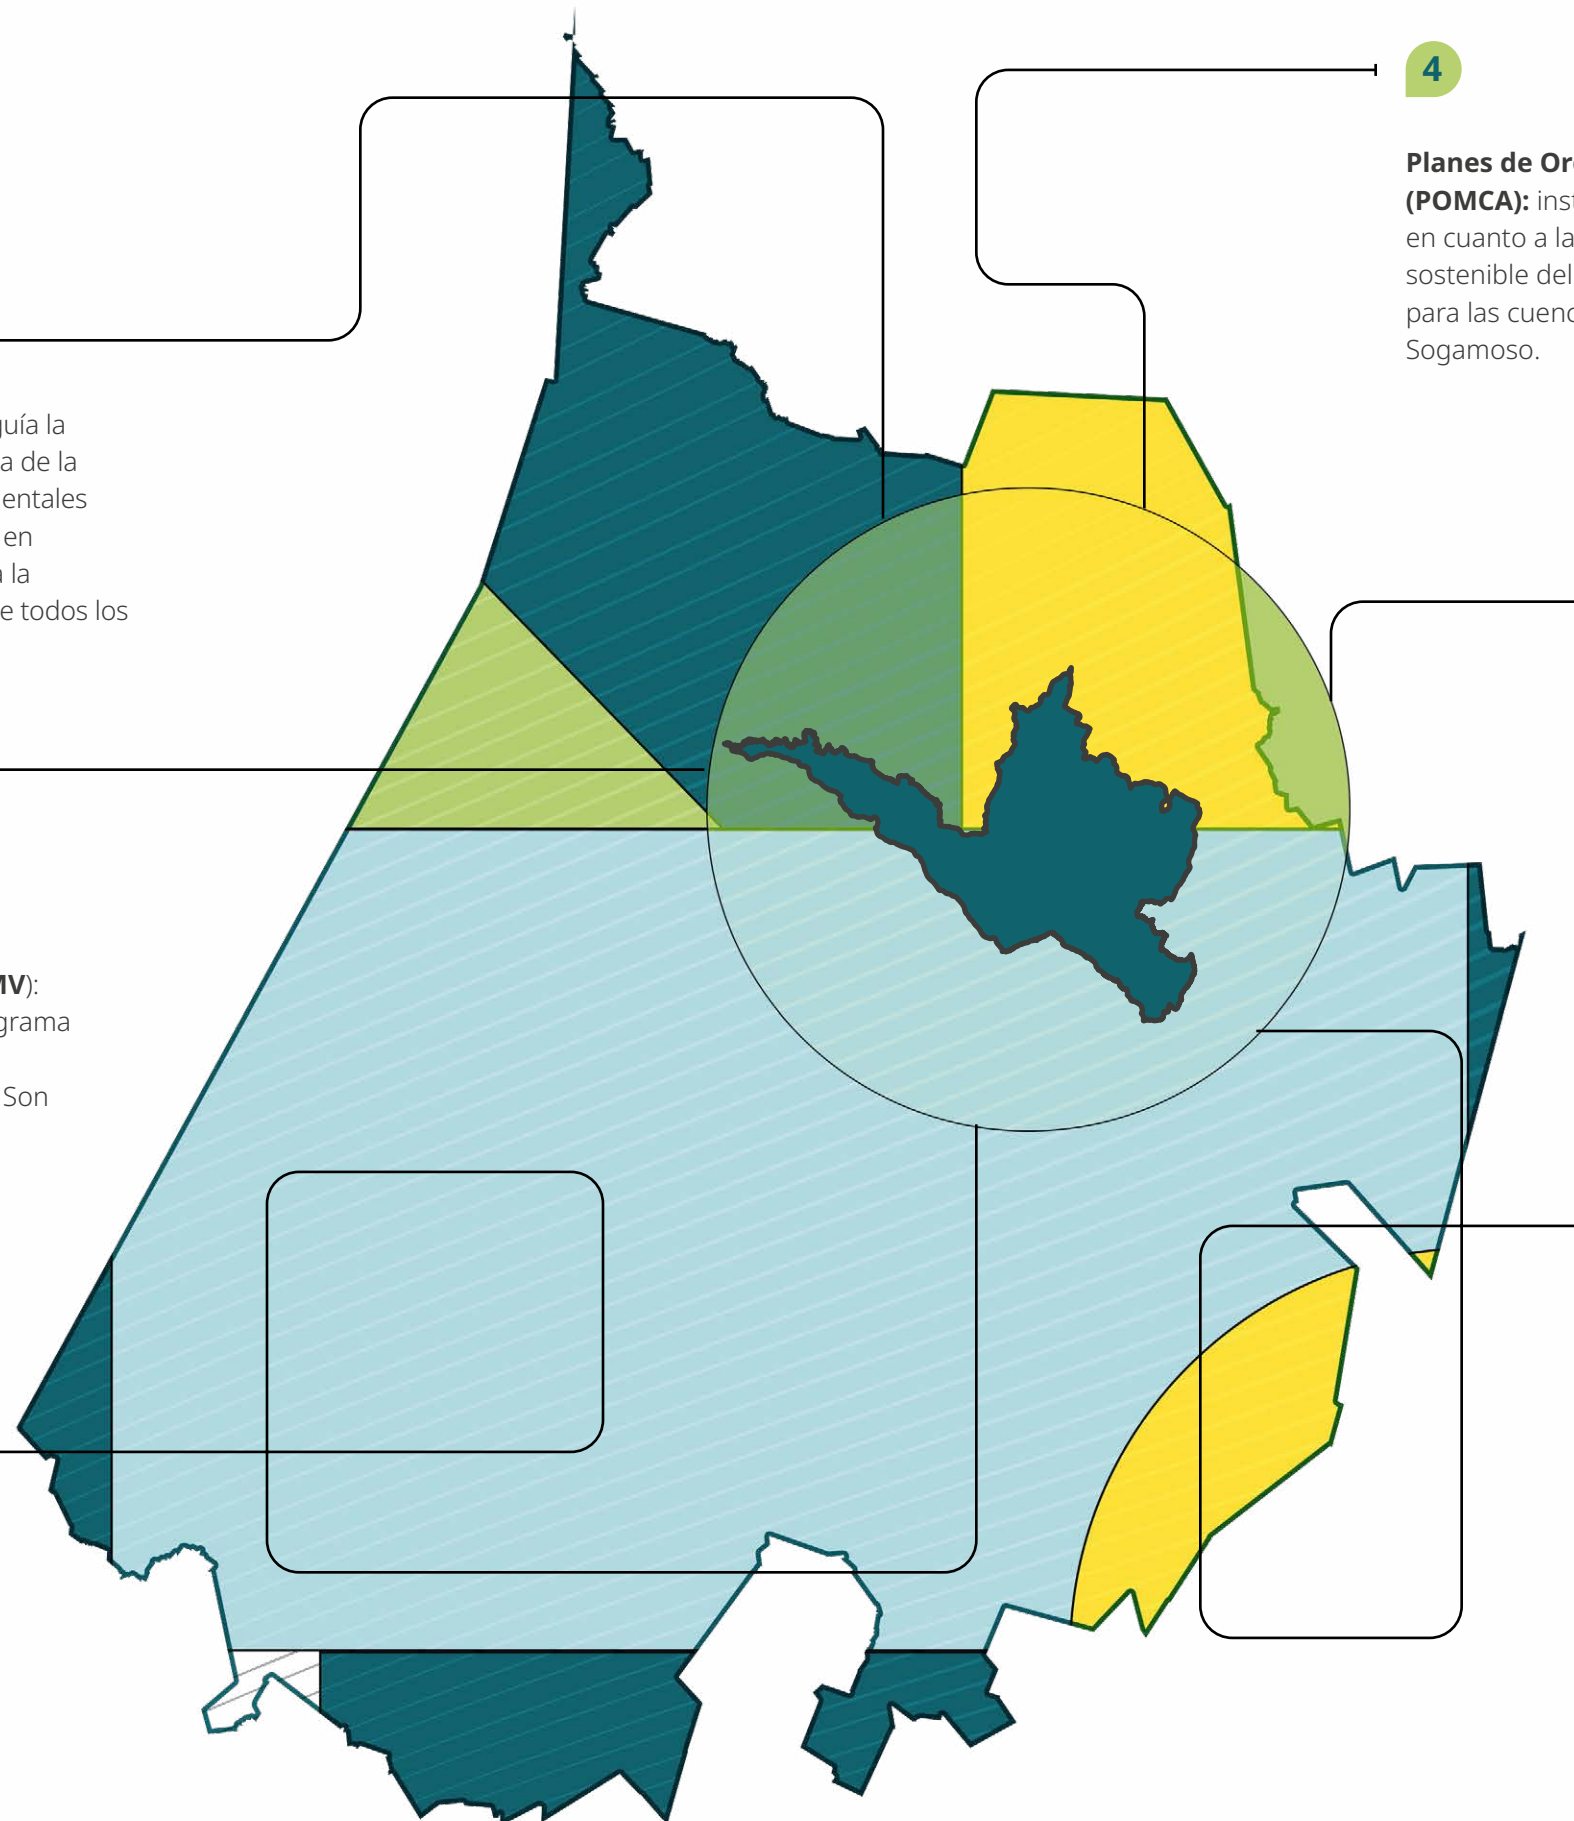 4
Planes de Or
(POMCA): inst
en cuanto a la
sostenible del
para las cuenc
Sogamoso.
guía la
a de la
entales
en
a la
e todos los
MV):
grama
Son